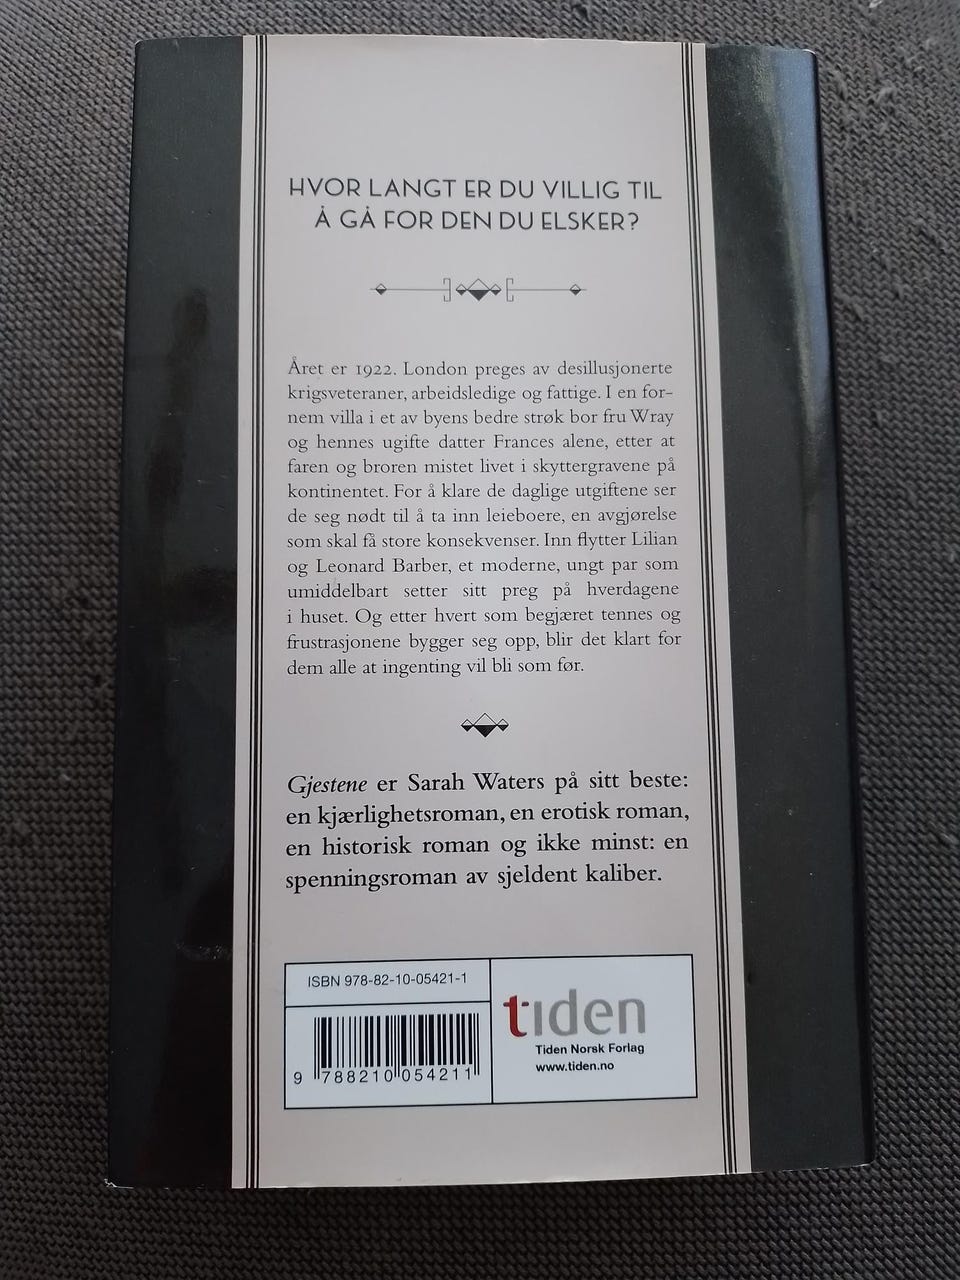 HVOR LANGT ER DU VILLIG TIL
Å GÅ FOR DEN DU ELSKER?
Året er 1922. London preges av desillusjonerte
krigsveteraner, arbeidsledige og fattige. I en for-
nem villa i et av byens bedre strøk bor fru Wray
og hennes ugifte datter Frances alene, etter at
faren og broren mistet livet i skyttergravene på
kontinentet. For å klare de daglige utgiftene ser
de seg nødt til å ta inn leieboere, en avgjørelse
som skal få store konsekvenser. Inn flytter Lilian
og Leonard Barber, et moderne, ungt par som
umiddelbart setter sitt preg på hverdagene
i huset. Og etter hvert som begjæret tennes og
frustrasjonene bygger seg opp, blir det klart for
dem alle at ingenting vil bli som før.
Gjestene er Sarah Waters på sitt beste:
en kjærlighetsroman, en erotisk roman,
en historisk roman og ikke minst: en
spenningsroman av sjeldent kaliber.
ISBN 978-82-10-05421-1
9 788210 054211
tiden
Tiden Norsk Forlag
www.tiden.no